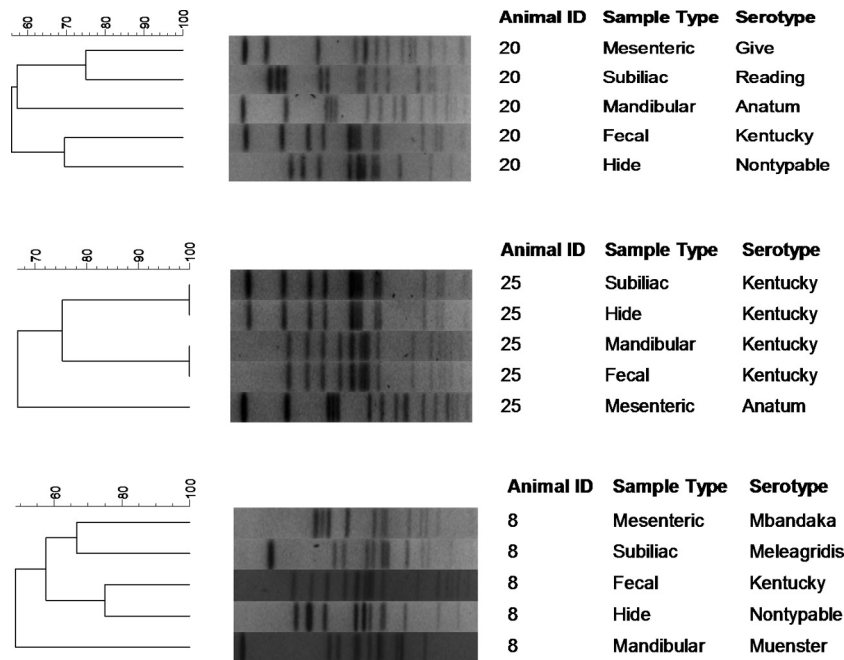 60 70 80 90 100
Animal ID Sample Type Serotype
20 Mesenteric Give
20 Subiliac Reading
20 Mandibular Anatum
20 Fecal Kentucky
20 Hide Nontypable
70 80 90 100
Animal ID Sample Type Serotype
25 Subiliac Kentucky
25 Hide Kentucky
25 Mandibular Kentucky
25 Fecal Kentucky
25 Mesenteric Anatum
60 80 100
Animal ID Sample Type Serotype
8 Mesenteric Mbandaka
8 Subiliac Meleagridis
8 Fecal Kentucky
8 Hide Nontypable
8 Mandibular Muenster